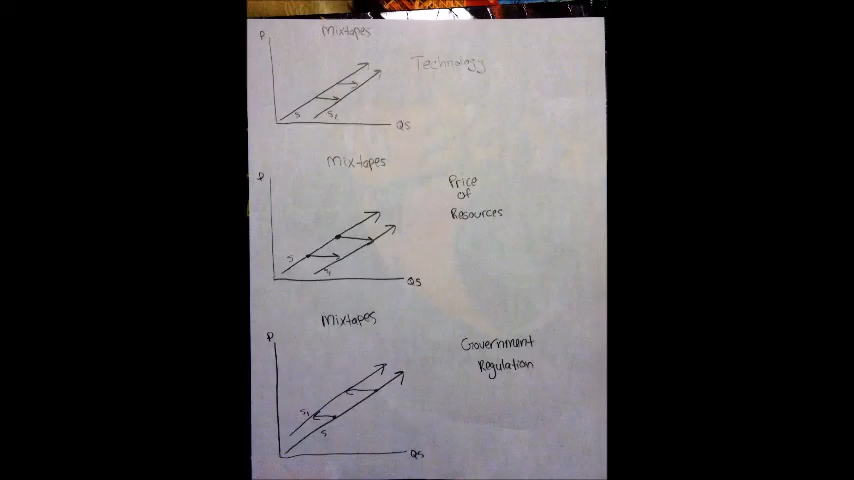 Mixtapes
P
Technology
S
S1
QS
Mixtapes
P
Price
of
Resources
S
S1
QS
Mixtapes
P
Government
Regulation
S1
S
QS